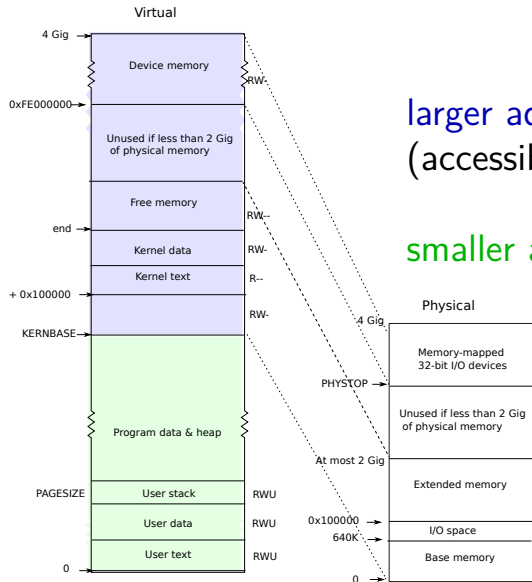 Virtual
4 Gig
Device memory
RW-
0xFE000000
Unused if less than 2 Gig
of physical memory
Free memory
RW--
end
Kernel data
RW-
Kernel text
R--
+ 0x100000
RW-
KERNBASE
Program data & heap
PAGESIZE
User stack
RWU
User data
RWU
User text
RWU
0
larger
(accessi
smaller
Physical
4 Gig
Memory-mapped
32-bit I/O devices
PHYSTOP
Unused if less than 2 Gig
of physical memory
At most 2 Gig
Extended memory
0x100000
I/O space
640K
Base memory
0